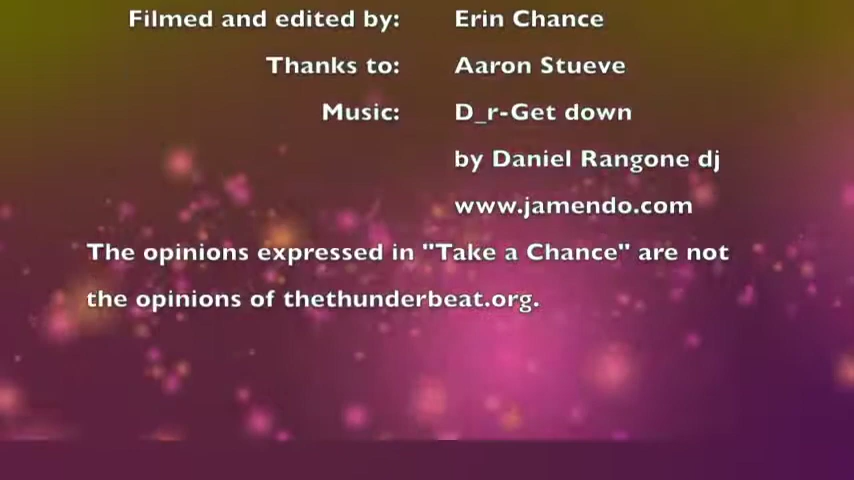 Filmed and edited by: Erin Chance
Thanks to: Aaron Stueve
Music: D_r-Get down
by Daniel Rangone dj
www.jamendo.com
The opinions expressed in "Take a Chance" are not
the opinions of thethunderbeat.org.